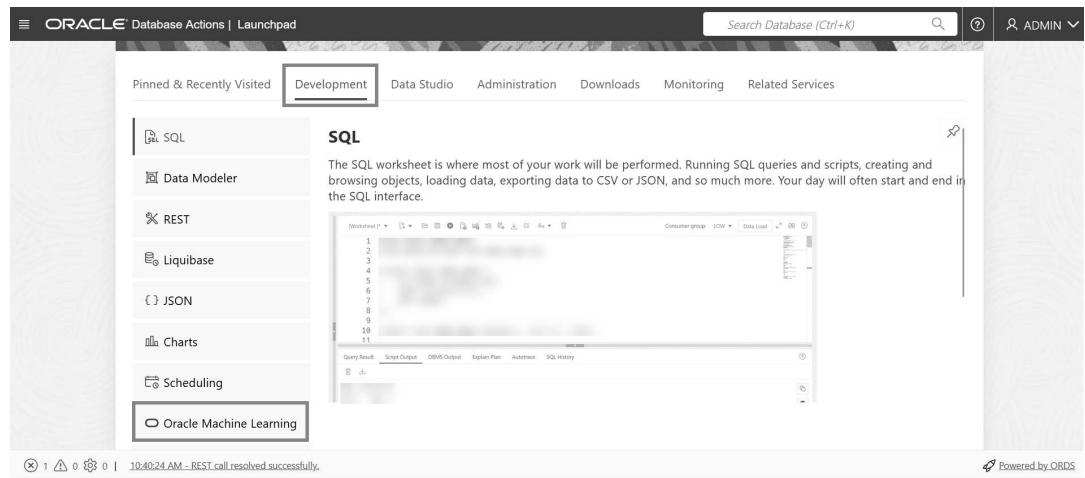 ORACLE Database Actions | Launchpad
Search Database (Ctrl+K)
ADMIN
Pinned & Recently Visited
Development
Data Studio
Administration
Downloads
Monitoring
Related Services
SQL
Data Modeler
REST
Liquibase
{} JSON
Charts
Scheduling
Oracle Machine Learning
SQL
The SQL worksheet is where most of your work will be performed. Running SQL queries and scripts, creating and
browsing objects, loading data, exporting data to CSV or JSON, and so much more. Your day will often start and end in
the SQL interface.
[Worksheet]*
Aa
Consumer group LOW
Data Load
1
2
3
4
5
6
7
8
9
10
11
Query Result Script Output DBMS Output Explain Plan Autotrace SQL History
1 0 0 | 10:40:24 AM - REST call resolved successfully.
Powered by ORDS